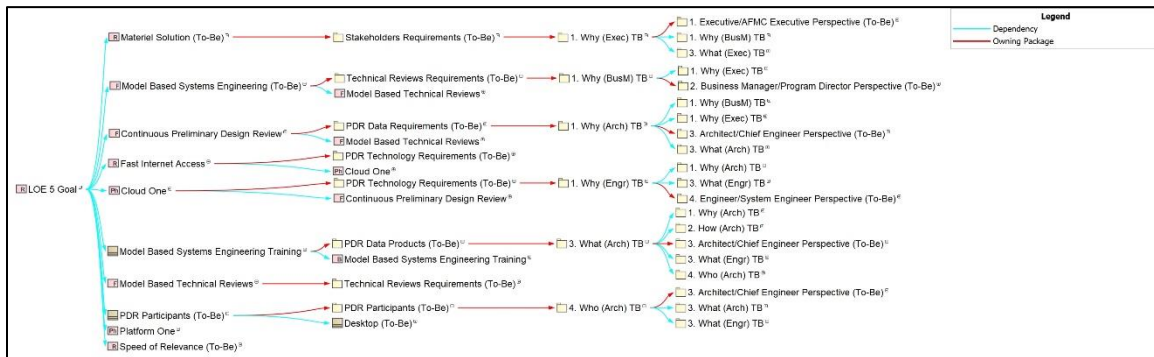 Legend
Dependency
Owning Package
1. Executive/AFMC Executive Perspective (To-Be)
Materiel Solution (To-Be)
Stakeholders Requirements (To-Be)
1. Why (Exec) TB
1. Why (BusM) TB
3. What (Exec) TB
Technical Reviews Requirements (To-Be)
1. Why (BusM) TB
1. Why (Exec) TB
Model Based Systems Engineering (To-Be)
Model Based Technical Reviews
2. Business Manager/Program Director Perspective (To-Be)
1. Why (BusM) TB
PDR Data Requirements (To-Be)
1. Why (Arch) TB
1. Why (Exec) TB
Continuous Preliminary Design Review
Model Based Technical Reviews
3. Architect/Chief Engineer Perspective (To-Be)
3. What (Arch) TB
PDR Technology Requirements (To-Be)
Fast Internet Access
Cloud One
1. Why (Arch) TB
LOE 5 Goal
Cloud One
PDR Technology Requirements (To-Be)
1. Why (Engr) TB
3. What (Engr) TB
Continuous Preliminary Design Review
4. Engineer/System Engineer Perspective (To-Be)
1. Why (Arch) TB
2. How (Arch) TB
PDR Data Products (To-Be)
3. What (Arch) TB
3. Architect/Chief Engineer Perspective (To-Be)
Model Based Systems Engineering Training
Model Based Systems Engineering Training
3. What (Engr) TB
4. Who (Arch) TB
Model Based Technical Reviews
Technical Reviews Requirements (To-Be)
3. Architect/Chief Engineer Perspective (To-Be)
PDR Participants (To-Be)
PDR Participants (To-Be)
4. Who (Arch) TB
3. What (Arch) TB
Desktop (To-Be)
3. What (Engr) TB
Platform One
Speed of Relevance (To-Be)